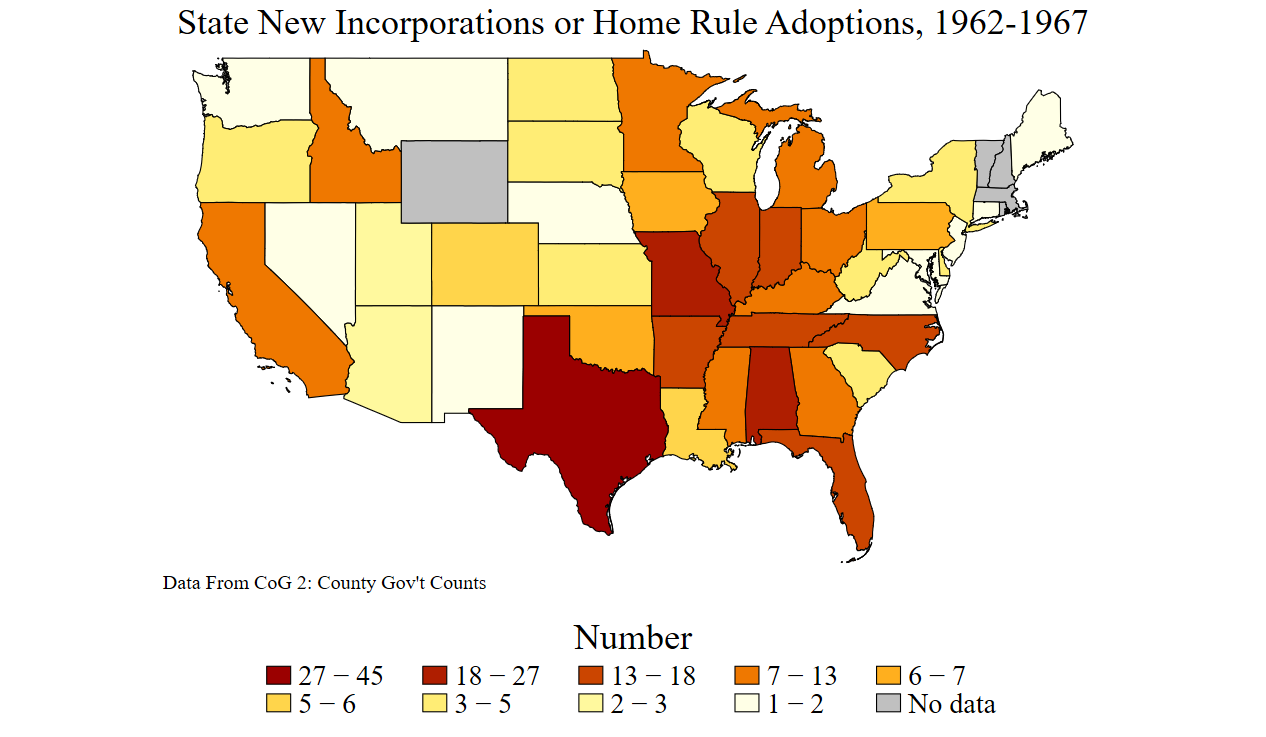 State New Incorporations or Home Rule Adoptions, 1962-1967
Data From CoG 2: County Gov't Counts
Number
27 − 45 18 − 27 13 − 18 7 − 13 6 − 7
5 − 6 3 − 5 2 − 3 1 − 2 No data